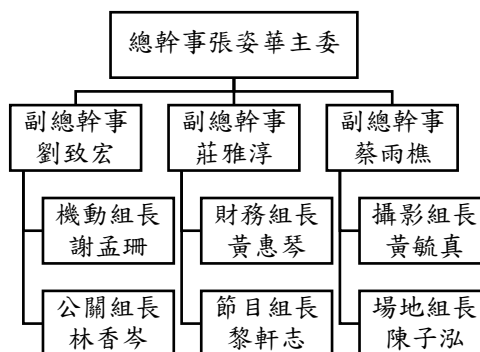 總幹事張姿華主委
副總幹事
劉致宏
副總幹事
莊雅淳
副總幹事
蔡雨樵
機動組長
謝孟珊
財務組長
黃惠琴
攝影組長
黃毓真
公關組長
林香岑
節目組長
黎軒志
場地組長
陳子泓